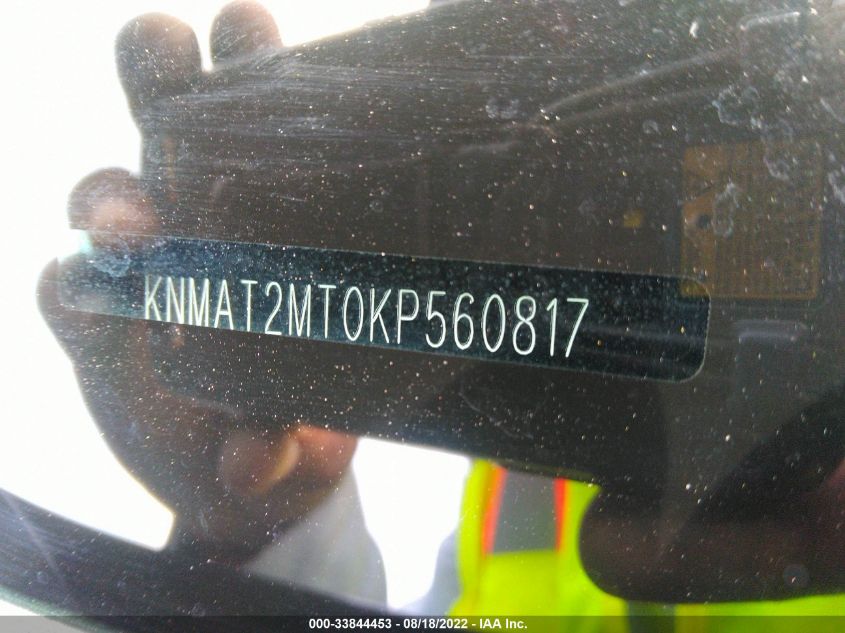 KNMAT2MT0KP560817
000-33844453 - 08/18/2022 - IAA Inc.